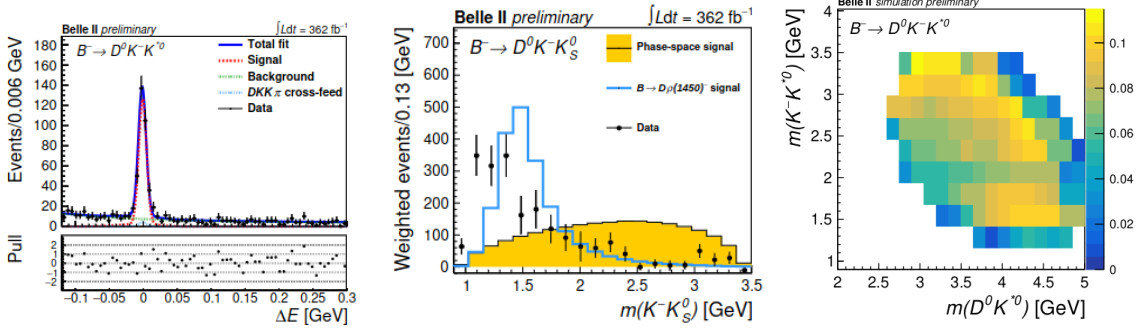 Belle II preliminary ∫Ldt = 362 fb⁻¹
B⁻→ D⁰K⁻K*⁰
Total fit
Signal
Background
DKKπ cross-feed
Data
Events/0.006 GeV
180
160
140
120
100
80
60
40
20
0
Pull
2
1
0
−1
−2
−0.1 −0.05 0 0.05 0.1 0.15 0.2 0.25 0.3
ΔE [GeV]
Belle II preliminary ∫Ldt = 362 fb⁻¹
B⁻→ D⁰K⁻K⁰S
Phase-space signal
B→ Dρ(1450)⁻ signal
Data
Weighted events/0.13 [GeV]
700
600
500
400
300
200
100
0
1 1.5 2 2.5 3 3.5
m(K⁻K⁰S) [GeV]
Belle II simulation preliminary
B⁻→ D⁰K⁻K*⁰
m(K⁻K*⁰) [GeV]
4
3.5
3
2.5
2
1.5
1
2 2.5 3 3.5 4 4.5 5
m(D⁰K*⁰) [GeV]
0.1
0.08
0.06
0.04
0.02
0